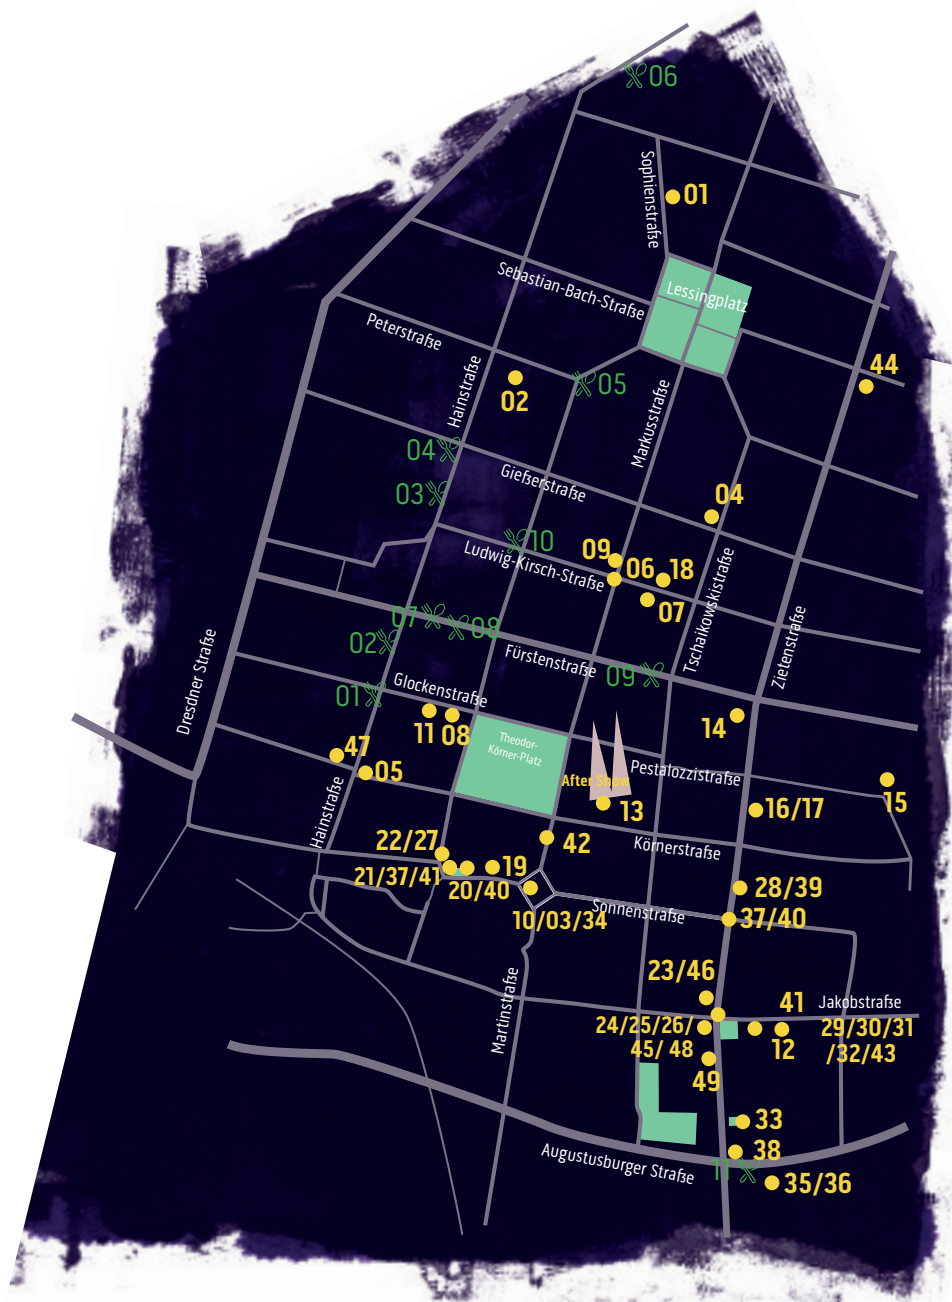 06
Sophienstraße
01
Sebastian-Bach-Straße
Lessingplatz
Peterstraße
Hainstraße
02
05
44
Markusstraße
04
03
Gießerstraße
04
10
Ludwig-Kirsch-Straße
09
06
18
07
Tschaikowskistraße
Zietenstraße
07
08
02
Fürstenstraße
09
Dresdner Straße
01
Glockenstraße
11
08
14
Theodor-
Körner-Platz
47
05
After Show
Pestalozzistraße
13
15
16/17
Hainstraße
22/27
42
Körnerstraße
21/37/41
20/40
19
28/39
10/03/34
Sonnenstraße
37/40
23/46
Martinstraße
41
Jakobstraße
24/25/26/
45/ 48
12
29/30/31
/32/43
49
33
38
Augustusburger Straße
11
35/36